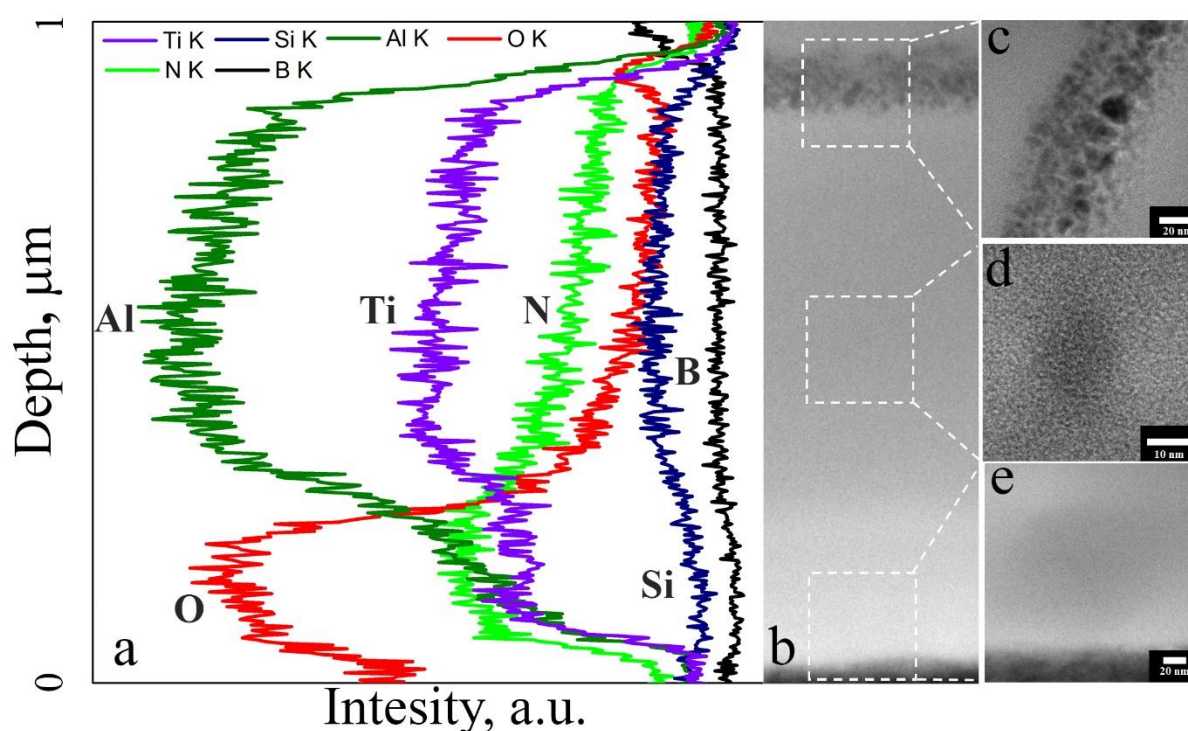 1
Ti K Si K Al K O K
N K B K
Al
Ti
N
B
O
Si
a
0
Depth, μm
Intesity, a.u.
b
c
20 nm
d
10 nm
e
20 nm